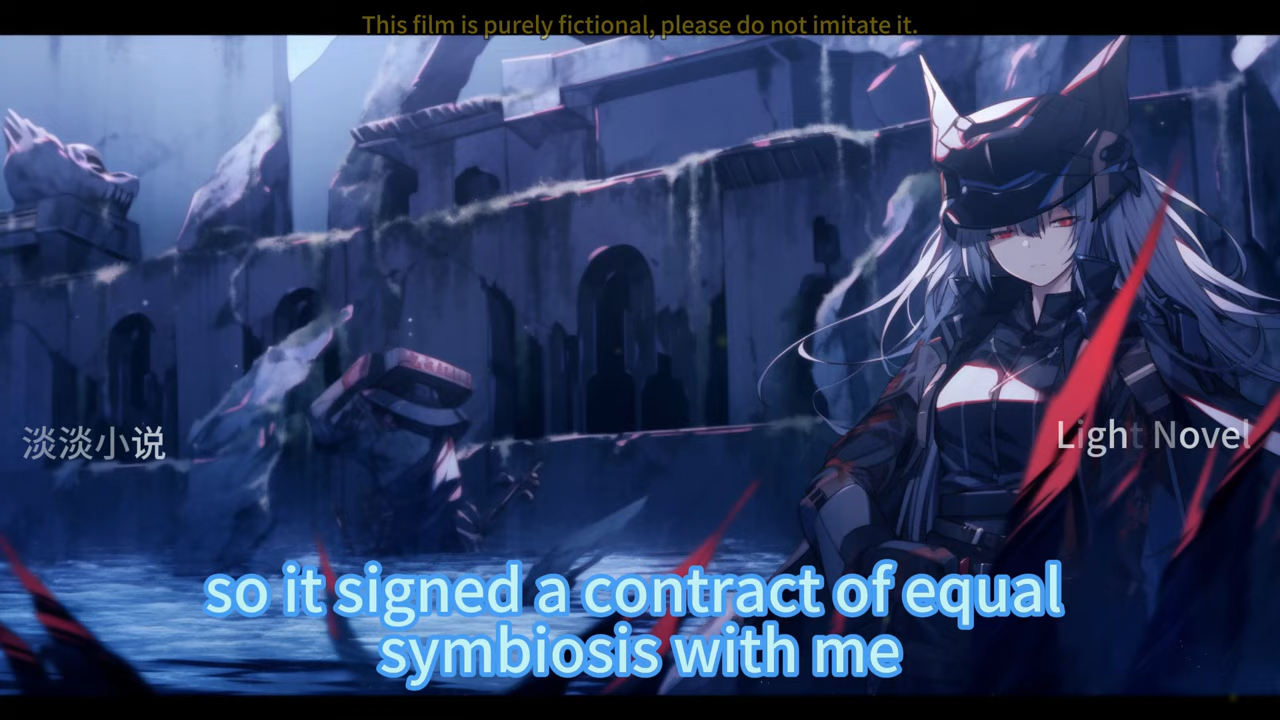 This film is purely fictional, please do not imitate it.
淡淡小说
Light Novel
so it signed a contract of equal
symbiosis with me